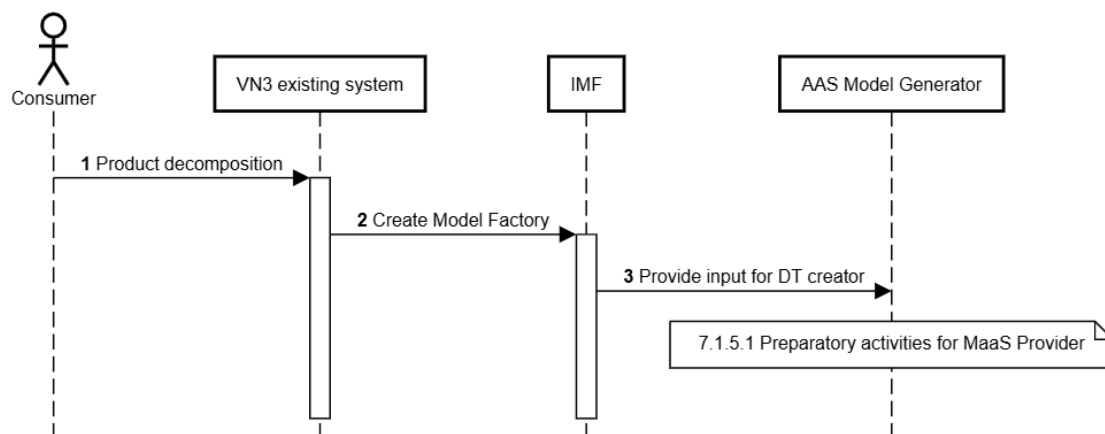 Consumer
VN3 existing system
IMF
AAS Model Generator
1 Product decomposition
2 Create Model Factory
3 Provide input for DT creator
7.1.5.1 Preparatory activities for MaaS Provider